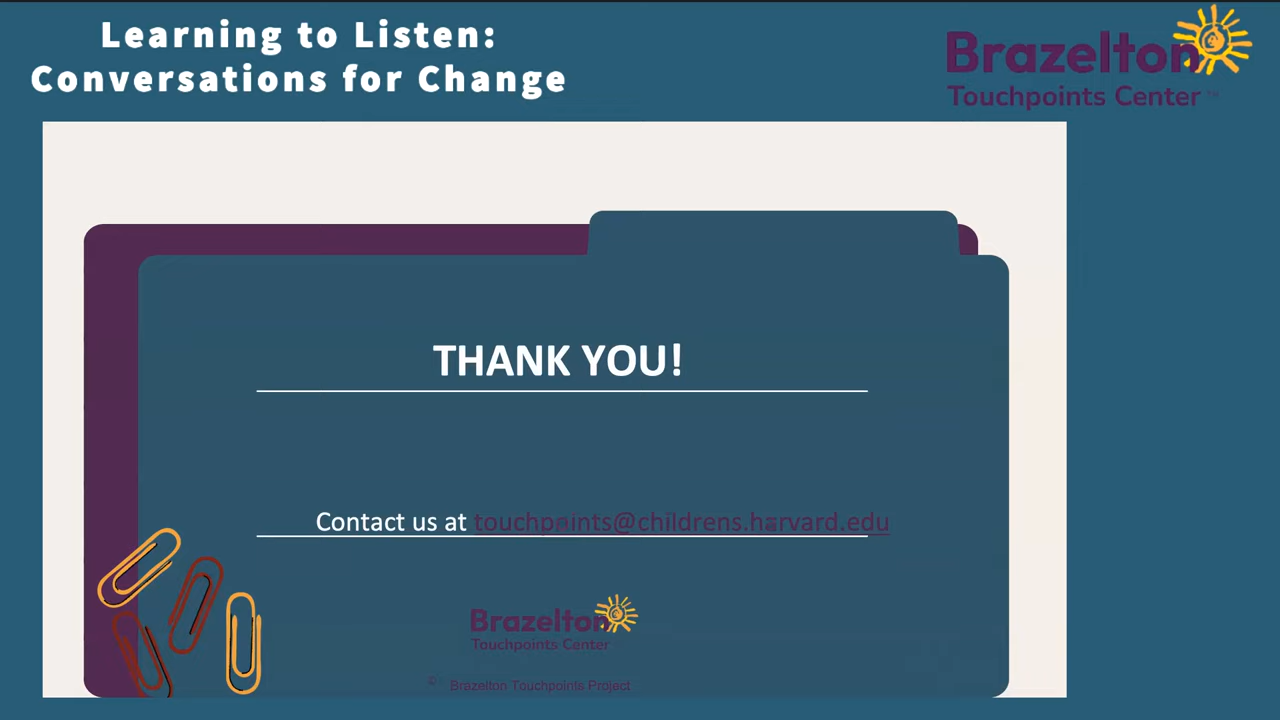 Learning to Listen:
Conversations for Change
Brazelton
Touchpoints Center™
THANK YOU!
Contact us at touchpoints@childrens.harvard.edu
Brazelton
Touchpoints Center
© Brazelton Touchpoints Project